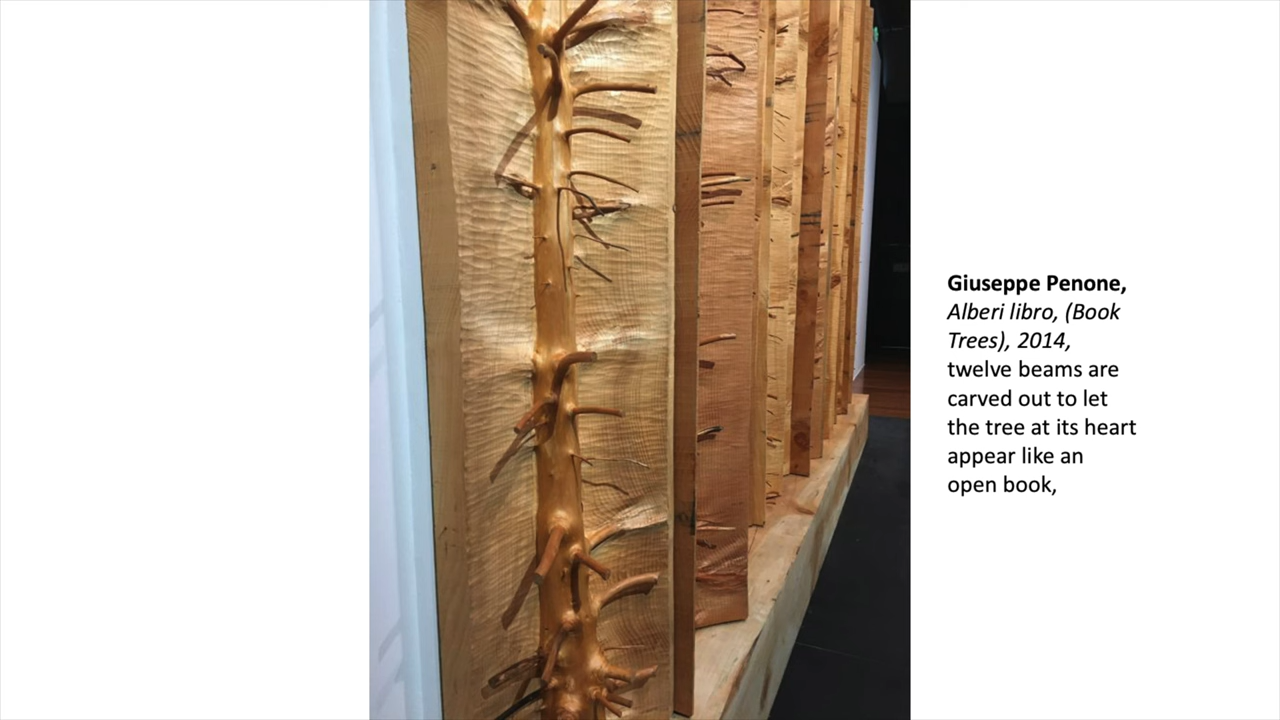 Giuseppe Penone,
Alberi libro, (Book
Trees), 2014,
twelve beams are
carved out to let
the tree at its heart
appear like an
open book,